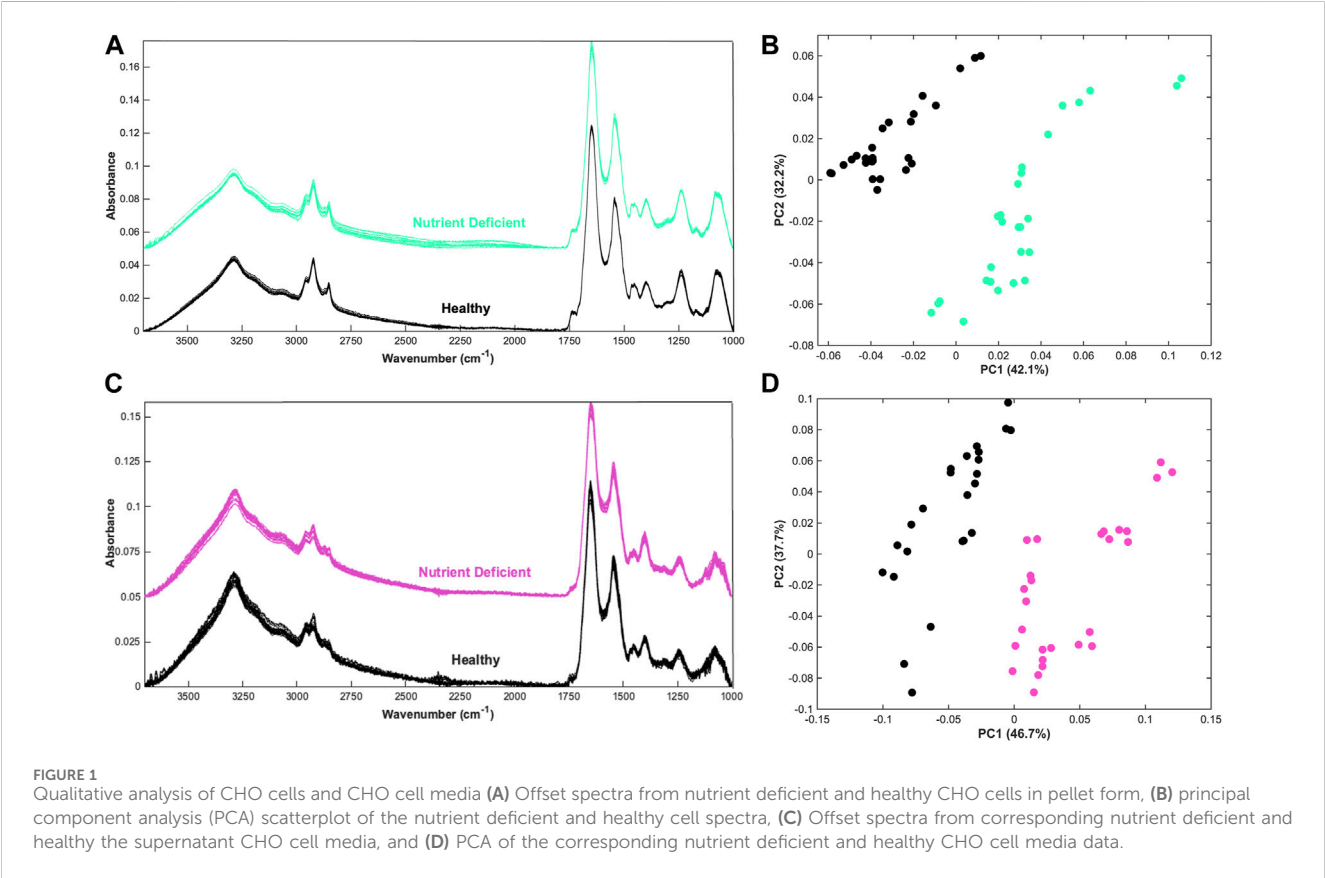 A
0.16
0.14
0.12
0.1
0.08
0.06
0.04
0.02
0
Absorbance
Nutrient Deficient
Healthy
3500 3000 2500 2000 1750 1500 1250 1000
Wavenumber (cm⁻¹)
B
0.06
0.04
0.02
0
-0.02
-0.04
-0.06
-0.08
PC2 (32.2%)
-0.06 -0.04 -0.02 0 0.02 0.04 0.06 0.08 0.1 0.12
PC1 (42.1%)
C
0.15
0.125
0.1
0.075
0.05
0.025
0
Absorbance
Nutrient Deficient
Healthy
3500 3000 2500 2000 1750 1500 1250 1000
Wavenumber (cm⁻¹)
D
0.1
0.08
0.06
0.04
0.02
0
-0.02
-0.04
-0.06
-0.08
-0.1
PC2 (37.7%)
-0.15 -0.1 -0.05 0 0.05 0.1 0.15
PC1 (46.7%)
FIGURE 1
Qualitative analysis of CHO cells and CHO cell media (A) Offset spectra from nutrient deficient and healthy CHO cells in pellet form, (B) principal
component analysis (PCA) scatterplot of the nutrient deficient and healthy cell spectra, (C) Offset spectra from corresponding nutrient deficient and
healthy the supernatant CHO cell media, and (D) PCA of the corresponding nutrient deficient and healthy CHO cell media data.